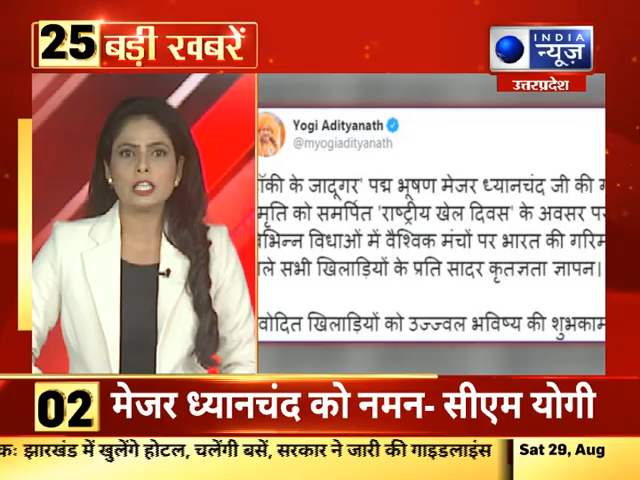 25 बड़ी खबरें
INDIA
न्यूज़
उत्तरप्रदेश
Yogi Adityanath
@myogiadityanath
के जादूगर' पद्म भूषण मेजर ध्यानचंद जी की
को समर्पित 'राष्ट्रीय खेल दिवस' के अवसर पर
विधाओं में वैश्विक मंचों पर भारत की
सभी खिलाड़ियों के प्रति सादर कृतज्ञता ज्ञापन।
खिलाड़ियों को उज्ज्वल भविष्य की
02 मेजर ध्यानचंद को नमन- सीएम योगी
झारखंड में खुलेंगे होटल, चलेंगी बसें, सरकार ने जारी की गाइडलाइंस
Sat 29, Aug